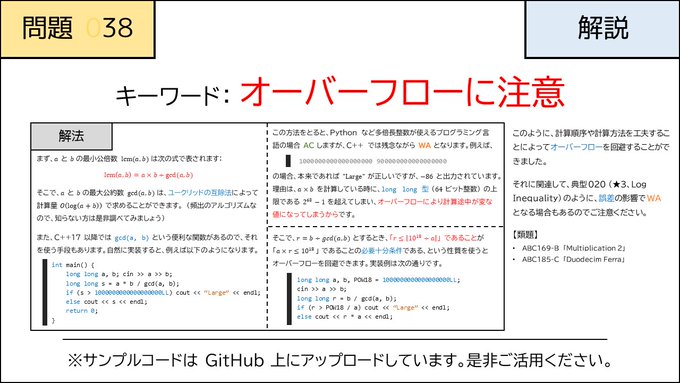 問題 038
解説
キーワード: オーバーフローに注意
解法
まず、a と b の最小公倍数 lcm(a,b) は次の式で表されます:
lcm(a,b) = a × b ÷ gcd(a,b)
そこで、a と b の最大公約数 gcd(a,b) は、ユークリッドの互除法によって
計算量 O(log(a + b)) で求めることができます。(頻出のアルゴリズムな
ので、知らない方は是非調べてみましょう)
また、C++17 以降では gcd(a, b) という便利な関数があるので、それ
を使う手段もあります。自然に実装すると、例えば以下のようになります。
int main() {
long long a, b; cin >> a >> b;
long long s = a * b / gcd(a, b);
if (s > 1000000000000000000LL) cout << "Large" << endl;
else cout << s << endl;
return 0;
}
この方法をとると、Python など多倍長整数が使えるプログラミング言
語の場合 AC しますが、C++ では残念ながら WA となります。例えば、
1000000000000000000 900000000000000000
の場合、本来であれば "Large" が正しいですが、-86 と出力されています。
理由は、a × b を計算している時に、long long 型 (64 ビット整数) の上
限である 2⁶³ − 1 を超えてしまい、オーバーフローにより計算途中が変な
値になってしまうからです。
そこで、r = b ÷ gcd(a,b) とするとき、「r ≤ ⌊10¹⁸ ÷ a⌋」であることが
「a × r ≤ 10¹⁸」であることの必要十分条件である、という性質を使うと
オーバーフローを回避できます。実装例は次の通りです。
long long a, b, POW18 = 1000000000000000000LL;
cin >> a >> b;
long long r = b / gcd(a, b);
if (r > POW18 / a) cout << "Large" << endl;
else cout << r * a << endl;
このように、計算順序や計算方法を工夫するこ
とによってオーバーフローを回避することがで
きました。
それに関連して、典型020 (★3、Log
Inequality) のように、誤差の影響でWA
となる場合もあるのでご注意ください。
【類題】
• ABC169-B「Multiplication 2」
• ABC185-C「Duodecim Ferra」
※サンプルコードは GitHub 上にアップロードしています。是非ご活用ください。